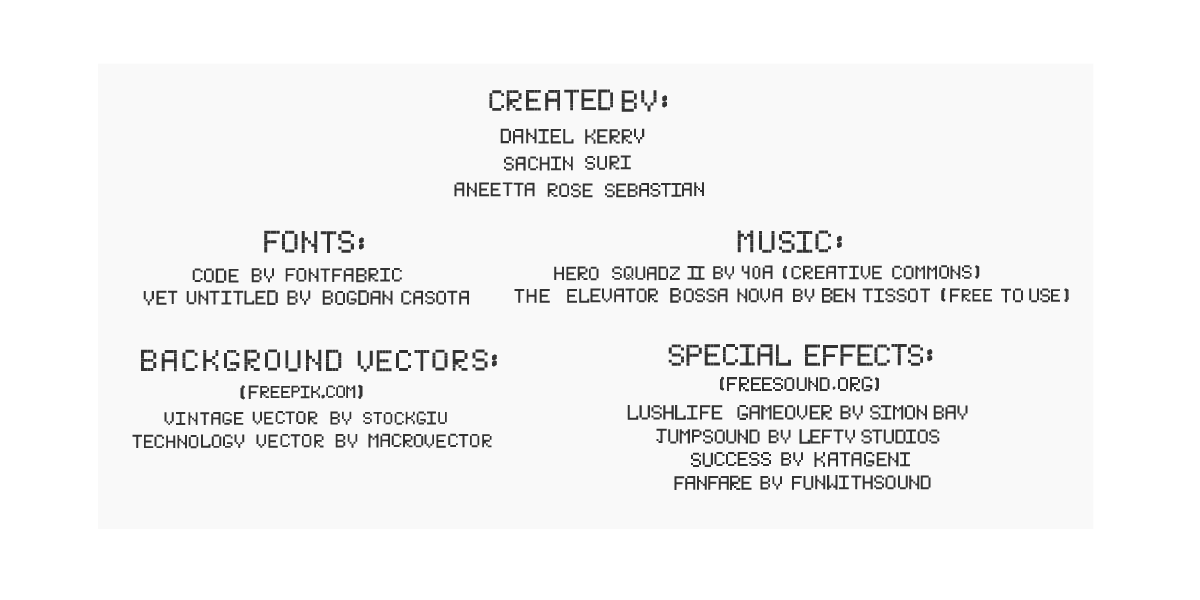 CREATED BY:
DANIEL KERRY
SACHIN SURI
ANEETTA ROSE SEBASTIAN
FONTS:
CODE BY FONTFABRIC
YET UNTITLED BY BOGDAN CASOTA
MUSIC:
HERO SQUADZ II BY 40A (CREATIVE COMMONS)
THE ELEVATOR BOSSA NOVA BY BEN TISSOT (FREE TO USE)
BACKGROUND VECTORS:
(FREEPIK.COM)
VINTAGE VECTOR BY STOCKGIU
TECHNOLOGY VECTOR BY MACROVECTOR
SPECIAL EFFECTS:
(FREESOUND.ORG)
LUSHLIFE GAMEOVER BY SIMON BAY
JUMPSOUND BY LEFTY STUDIOS
SUCCESS BY KATAGENI
FANFARE BY FUNWITHSOUND